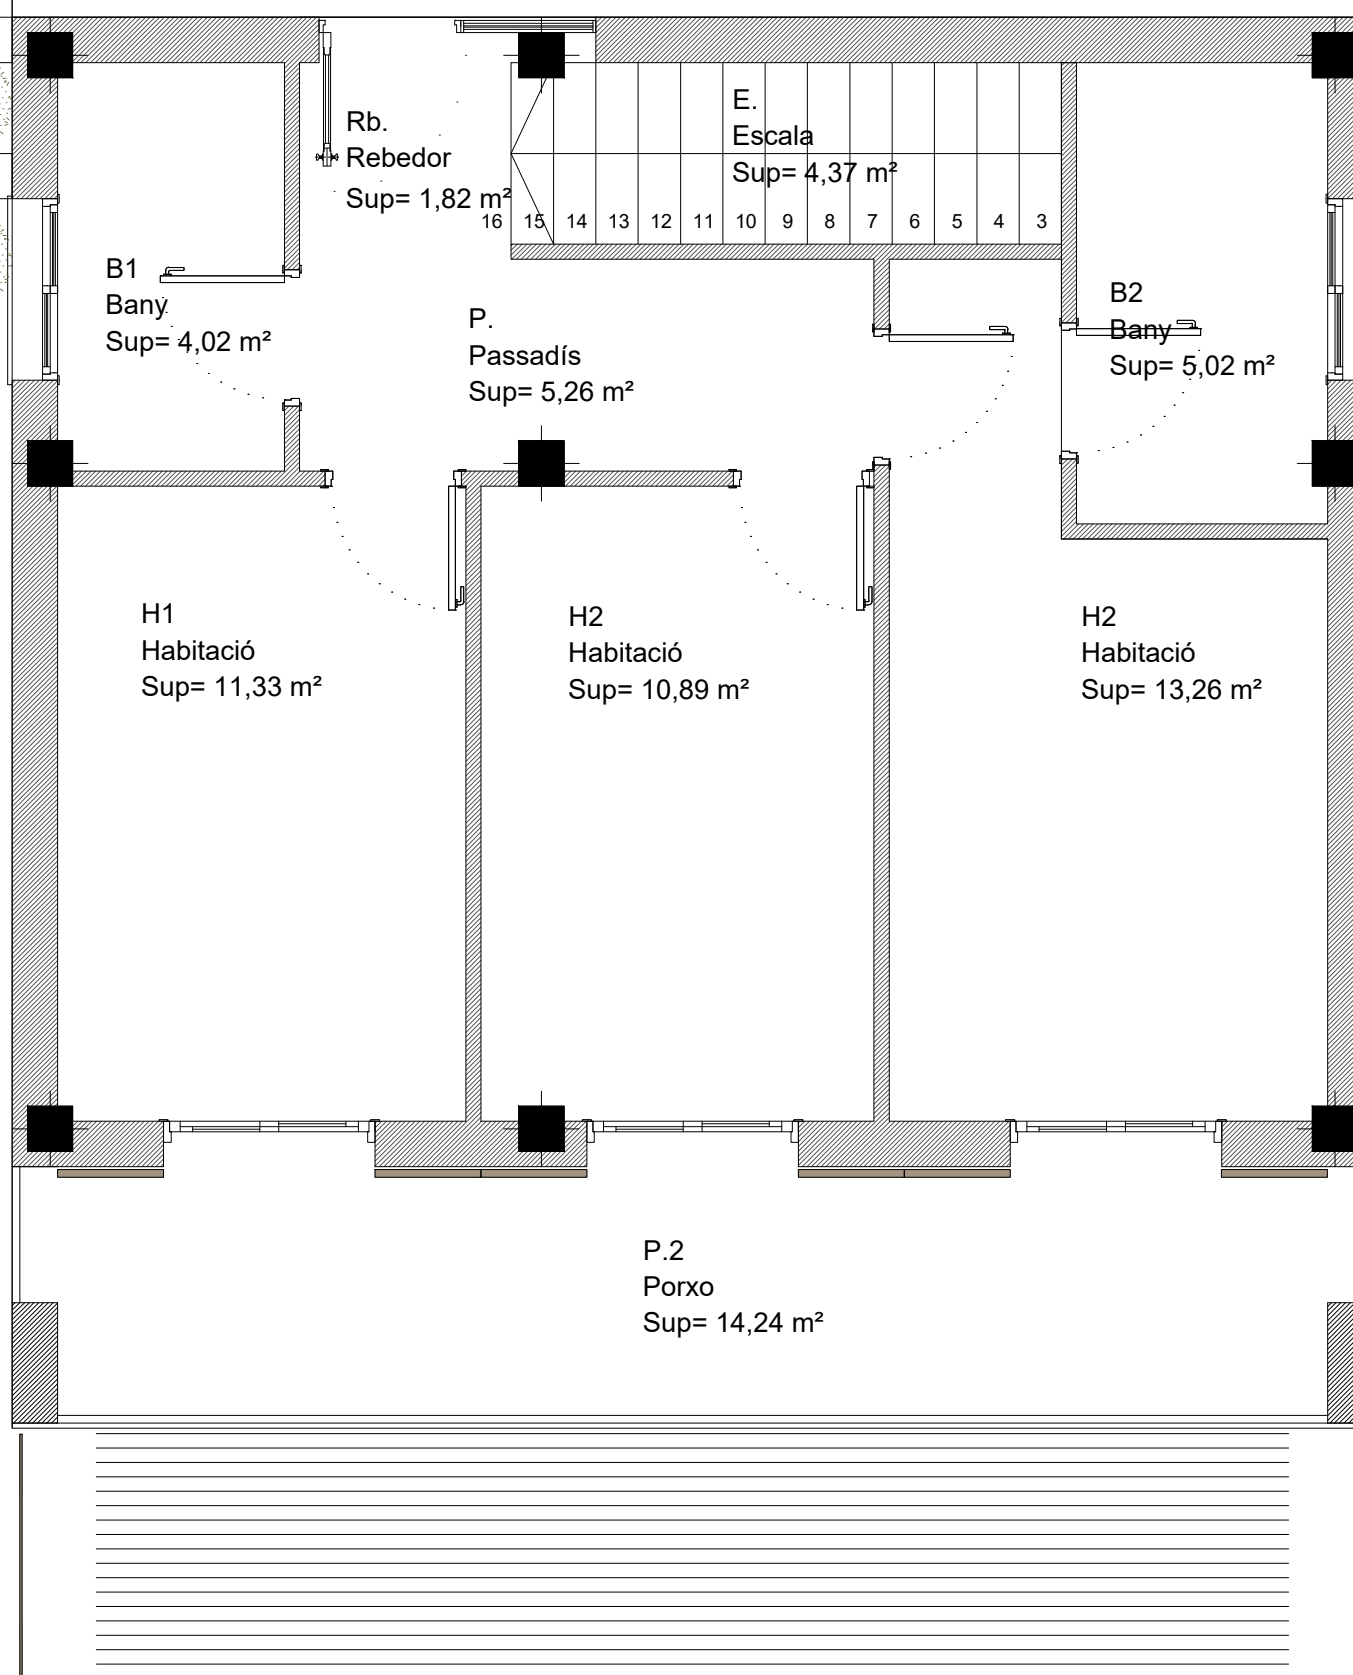 E.
Escala
Sup= 4,37 m²
Rb.
Rebedor
Sup= 1,82 m²
16 15 14 13 12 11 10 9 8 7 6 5 4 3
B1
Bany
Sup= 4,02 m²
P.
Passadís
Sup= 5,26 m²
B2
Bany
Sup= 5,02 m²
H1
Habitació
Sup= 11,33 m²
H2
Habitació
Sup= 10,89 m²
H2
Habitació
Sup= 13,26 m²
P.2
Porxo
Sup= 14,24 m²